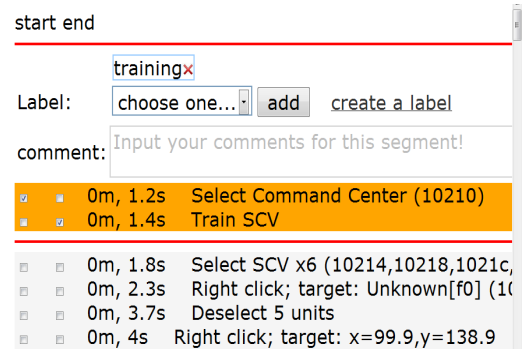 start end
training×
Label: choose one... add create a label
comment: Input your comments for this segment!
0m, 1.2s Select Command Center (10210)
0m, 1.4s Train SCV
0m, 1.8s Select SCV x6 (10214,10218,1021c,
0m, 2.3s Right click; target: Unknown[f0] (10
0m, 3.7s Deselect 5 units
0m, 4s Right click; target: x=99.9,y=138.9